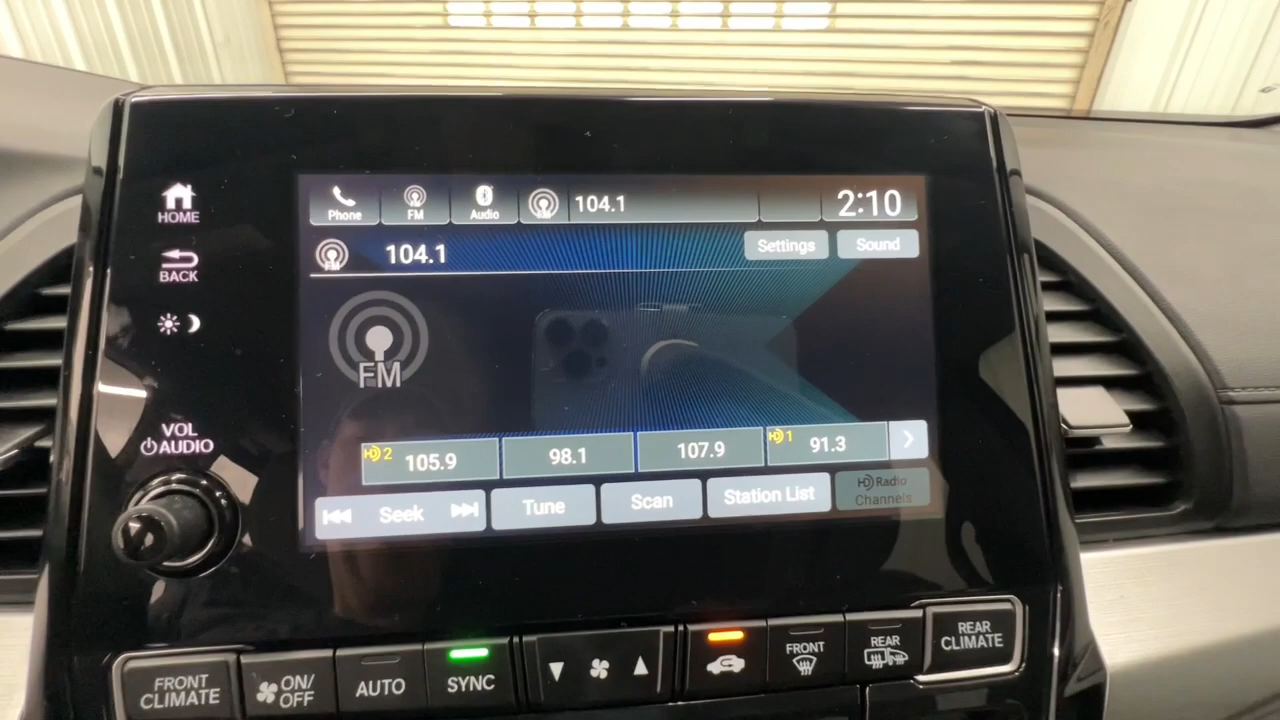 HOME
BACK
VOL
AUDIO
Phone
FM
Audio
104.1
2:10
FM
104.1
Settings
Sound
FM
2 105.9
98.1
107.9
1 91.3
Seek
Tune
Scan
Station List
HD Radio
Channels
FRONT
CLIMATE
ON/
OFF
AUTO
SYNC
FRONT
REAR
REAR
CLIMATE